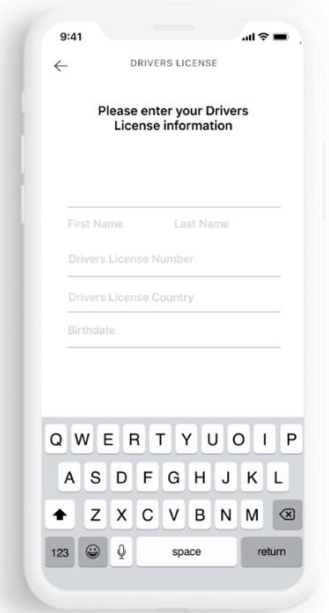 9:41
DRIVERS LICENSE
Please enter your Drivers
License information
First Name Last Name
Drivers License Number
Drivers License Country
Birthdate
Q W E R T Y U O I P
A S D F G H J K L
Z X C V B N M
123 space return